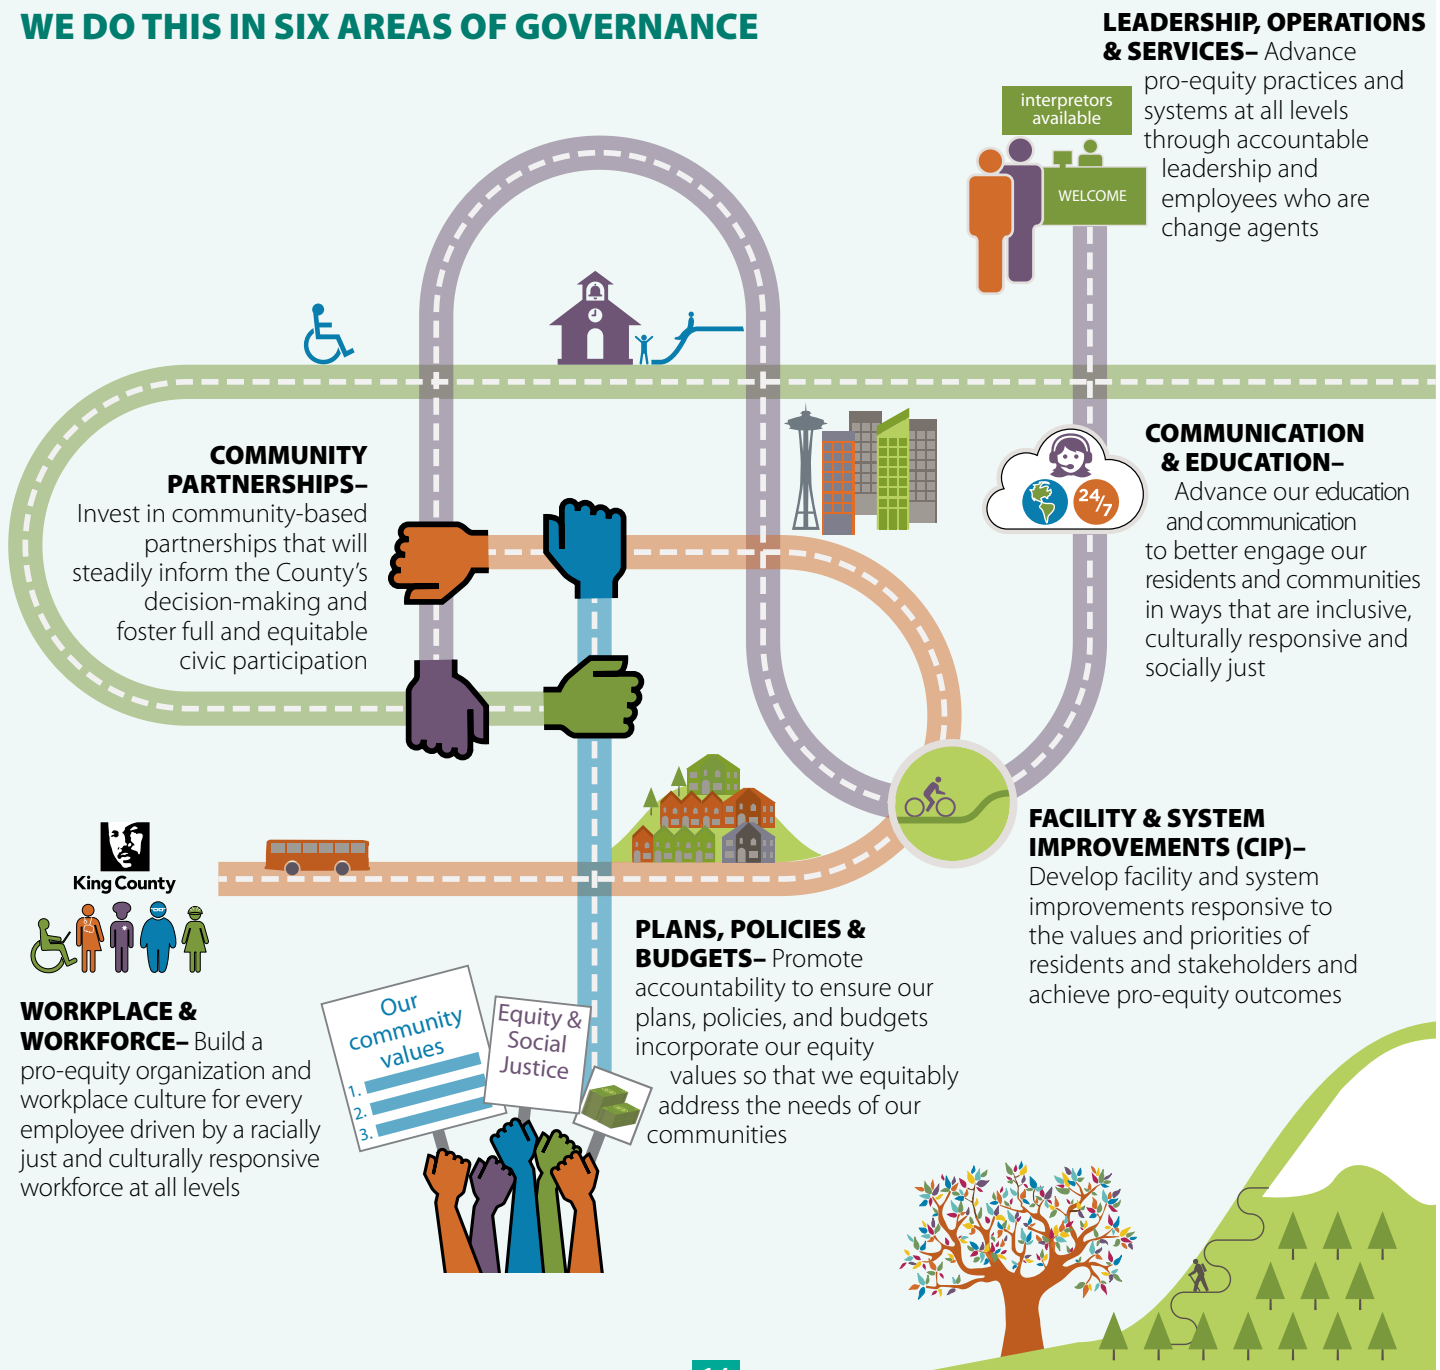 WE DO THIS IN SIX AREAS OF GOVERNANCE
LEADERSHIP, OPERATIONS
& SERVICES– Advance
pro-equity practices and
systems at all levels
through accountable
leadership and
employees who are
change agents
interpretors
available
WELCOME
COMMUNITY
PARTNERSHIPS–
Invest in community-based
partnerships that will
steadily inform the County's
decision-making and
foster full and equitable
civic participation
24/7
COMMUNICATION
& EDUCATION–
Advance our education
and communication
to better engage our
residents and communities
in ways that are inclusive,
culturally responsive and
socially just
FACILITY & SYSTEM
IMPROVEMENTS (CIP)–
Develop facility and system
improvements responsive to
the values and priorities of
residents and stakeholders and
achieve pro-equity outcomes
King County
WORKPLACE &
WORKFORCE– Build a
pro-equity organization and
workplace culture for every
employee driven by a racially
just and culturally responsive
workforce at all levels
Our
community
values
1.
2.
3.
Equity &
Social
Justice
PLANS, POLICIES &
BUDGETS– Promote
accountability to ensure our
plans, policies, and budgets
incorporate our equity
values so that we equitably
address the needs of our
communities